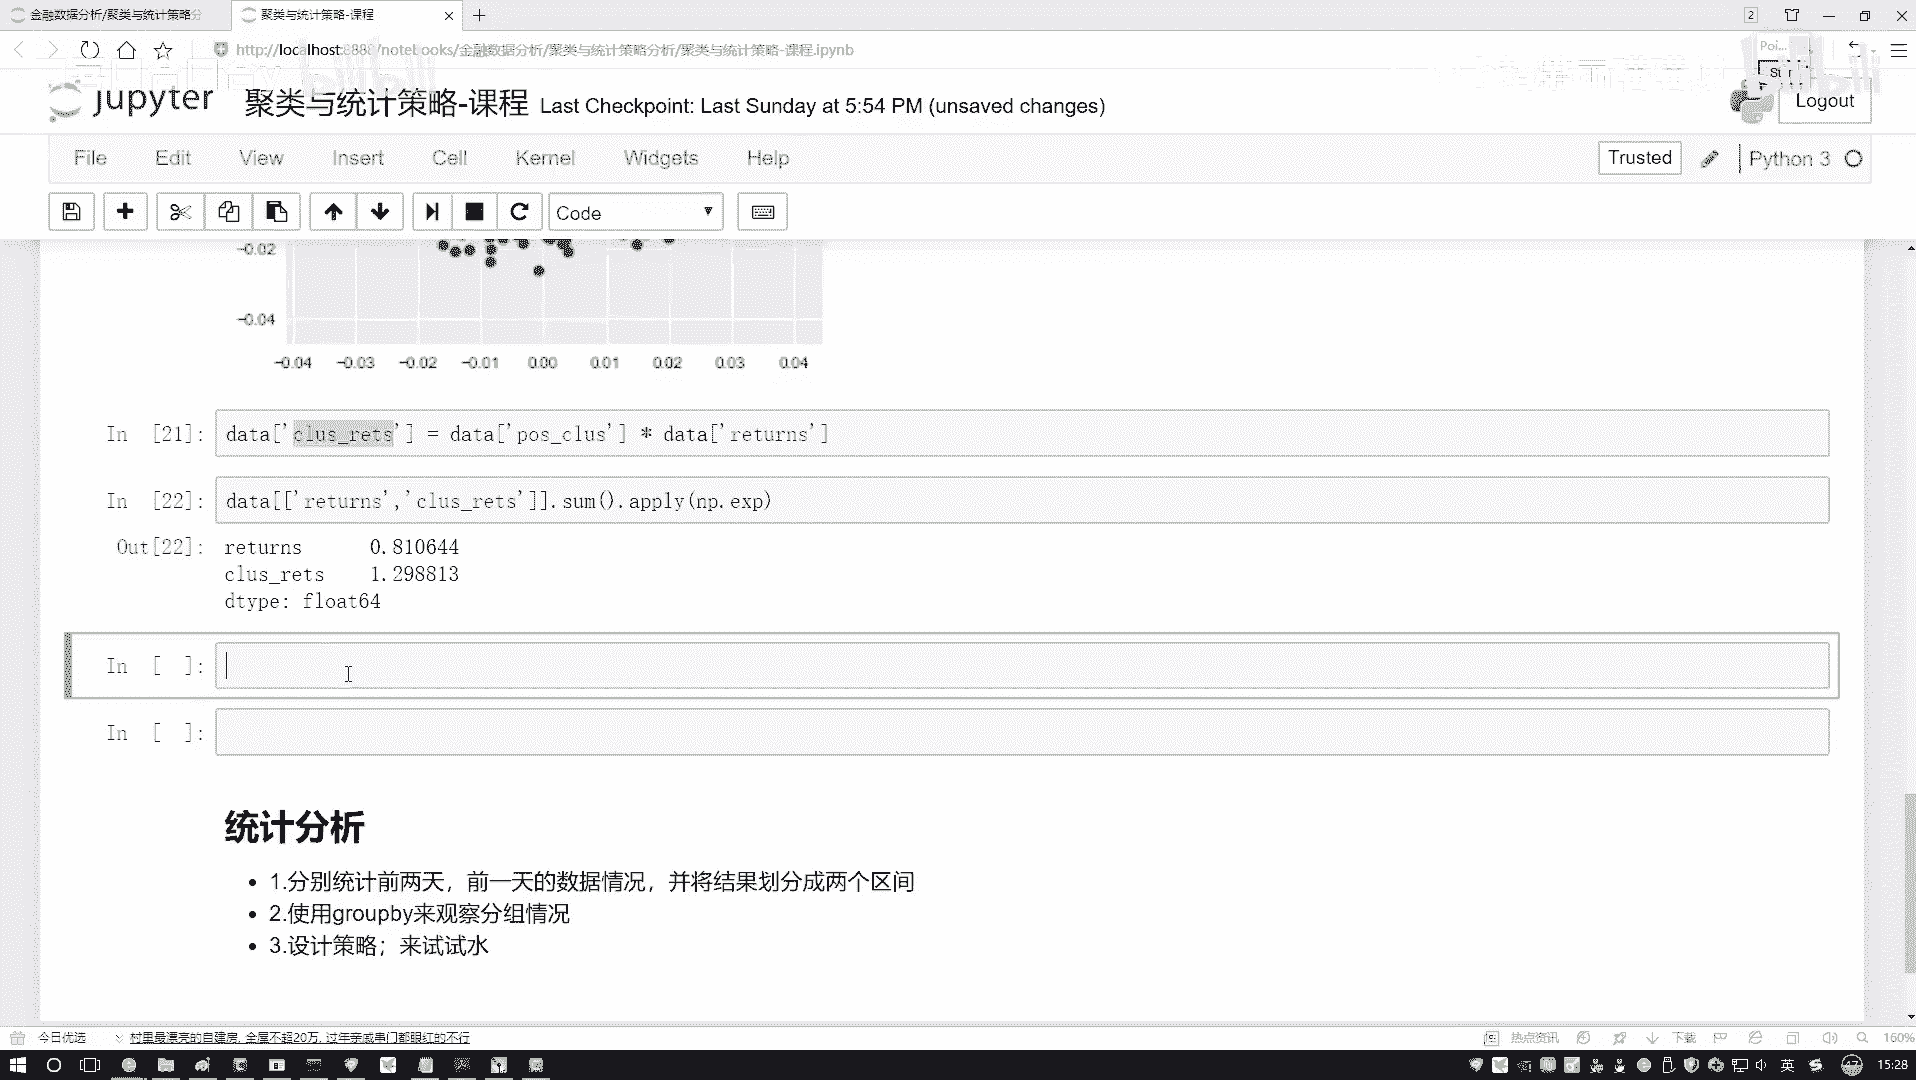 金融数据分析/聚类与统计策略分
聚类与统计策略-课程
2
http://localhost:8888/notebooks/金融数据分析/聚类与统计策略分析/聚类与统计策略-课程.ipynb
Poi...
jupyter
聚类与统计策略-课程 Last Checkpoint: Last Sunday at 5:54 PM (unsaved changes)
Logout
File Edit View Insert Cell Kernel Widgets Help
Trusted
Python 3
Code
-0.02
-0.04
-0.04 -0.03 -0.02 -0.01 0.00 0.01 0.02 0.03 0.04
In [21]: data['clus_rets'] = data['pos_clus'] * data['returns']
In [22]: data[['returns','clus_rets']].sum().apply(np.exp)
Out[22]: returns 0.810644
clus_rets 1.298813
dtype: float64
In [ ]:
In [ ]:
统计分析
1.分别统计前两天，前一天的数据情况，并将结果划分成两个区间
2.使用groupby来观察分组情况
3.设计策略；来试试水
今日优选
村里最漂亮的自建房, 全屋不超20万, 过年亲戚串门都眼红的不行
热点资讯
下载
160%
英
47
15:28